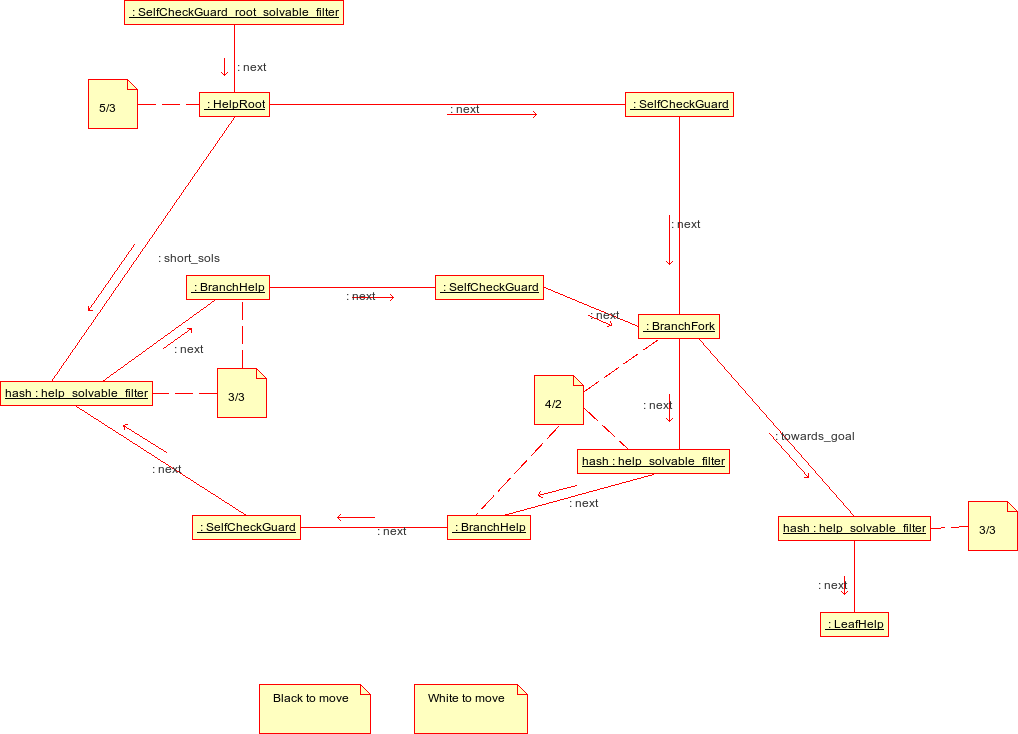 : SelfCheckGuard_root_solvable_filter
: next
5/3
: HelpRoot
: next
: SelfCheckGuard
: next
: short_sols
: BranchHelp
: next
: SelfCheckGuard
: next
: BranchFork
: next
hash : help_solvable_filter
3/3
4/2
: next
: towards_goal
hash : help_solvable_filter
: next
: next
: SelfCheckGuard
: next
: BranchHelp
hash : help_solvable_filter
3/3
: next
: LeafHelp
Black to move
White to move